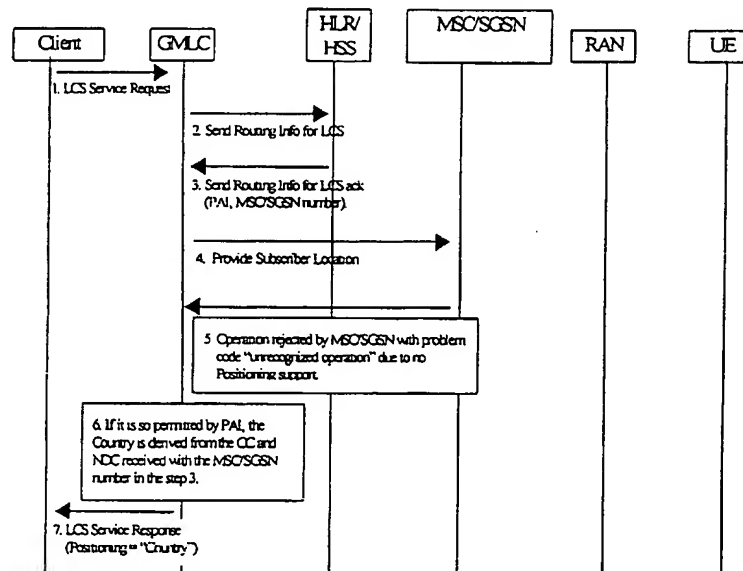 Client
GMLC
HLR/
HSS
MSC/SGSN
RAN
UE
1. LCS Service Request
2. Send Routing Info for LCS
3. Send Routing Info for LCS ack
(PAI, MSC/SGSN number).
4. Provide Subscriber Location
5 Operation rejected by MSC/SGSN with problem
code "unrecognized operation" due to no
Positioning support.
6. If it is so permitted by PAI, the
Country is derived from the CC and
NDC received with the MSC/SGSN
number in the step 3.
7. LCS Service Response
(Positioning = "Country")